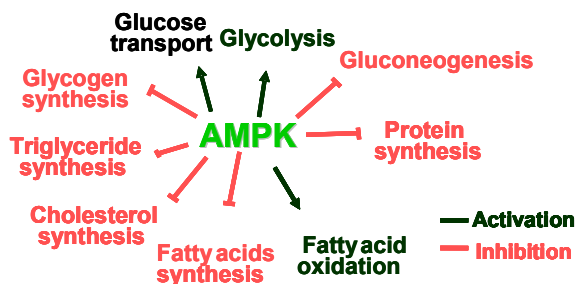 Glucose
transport
Glycolysis
Gluconeogenesis
Glycogen
synthesis
AMPK
Protein
synthesis
Triglyceride
synthesis
Cholesterol
synthesis
Fatty acids
synthesis
Fatty acid
oxidation
Activation
Inhibition